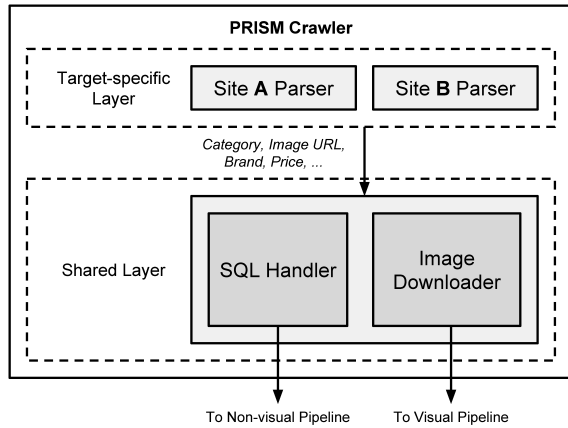 PRISM Crawler
Target-specific
Layer
Site A Parser
Site B Parser
Category, Image URL,
Brand, Price, ...
Shared Layer
SQL Handler
Image
Downloader
To Non-visual Pipeline
To Visual Pipeline